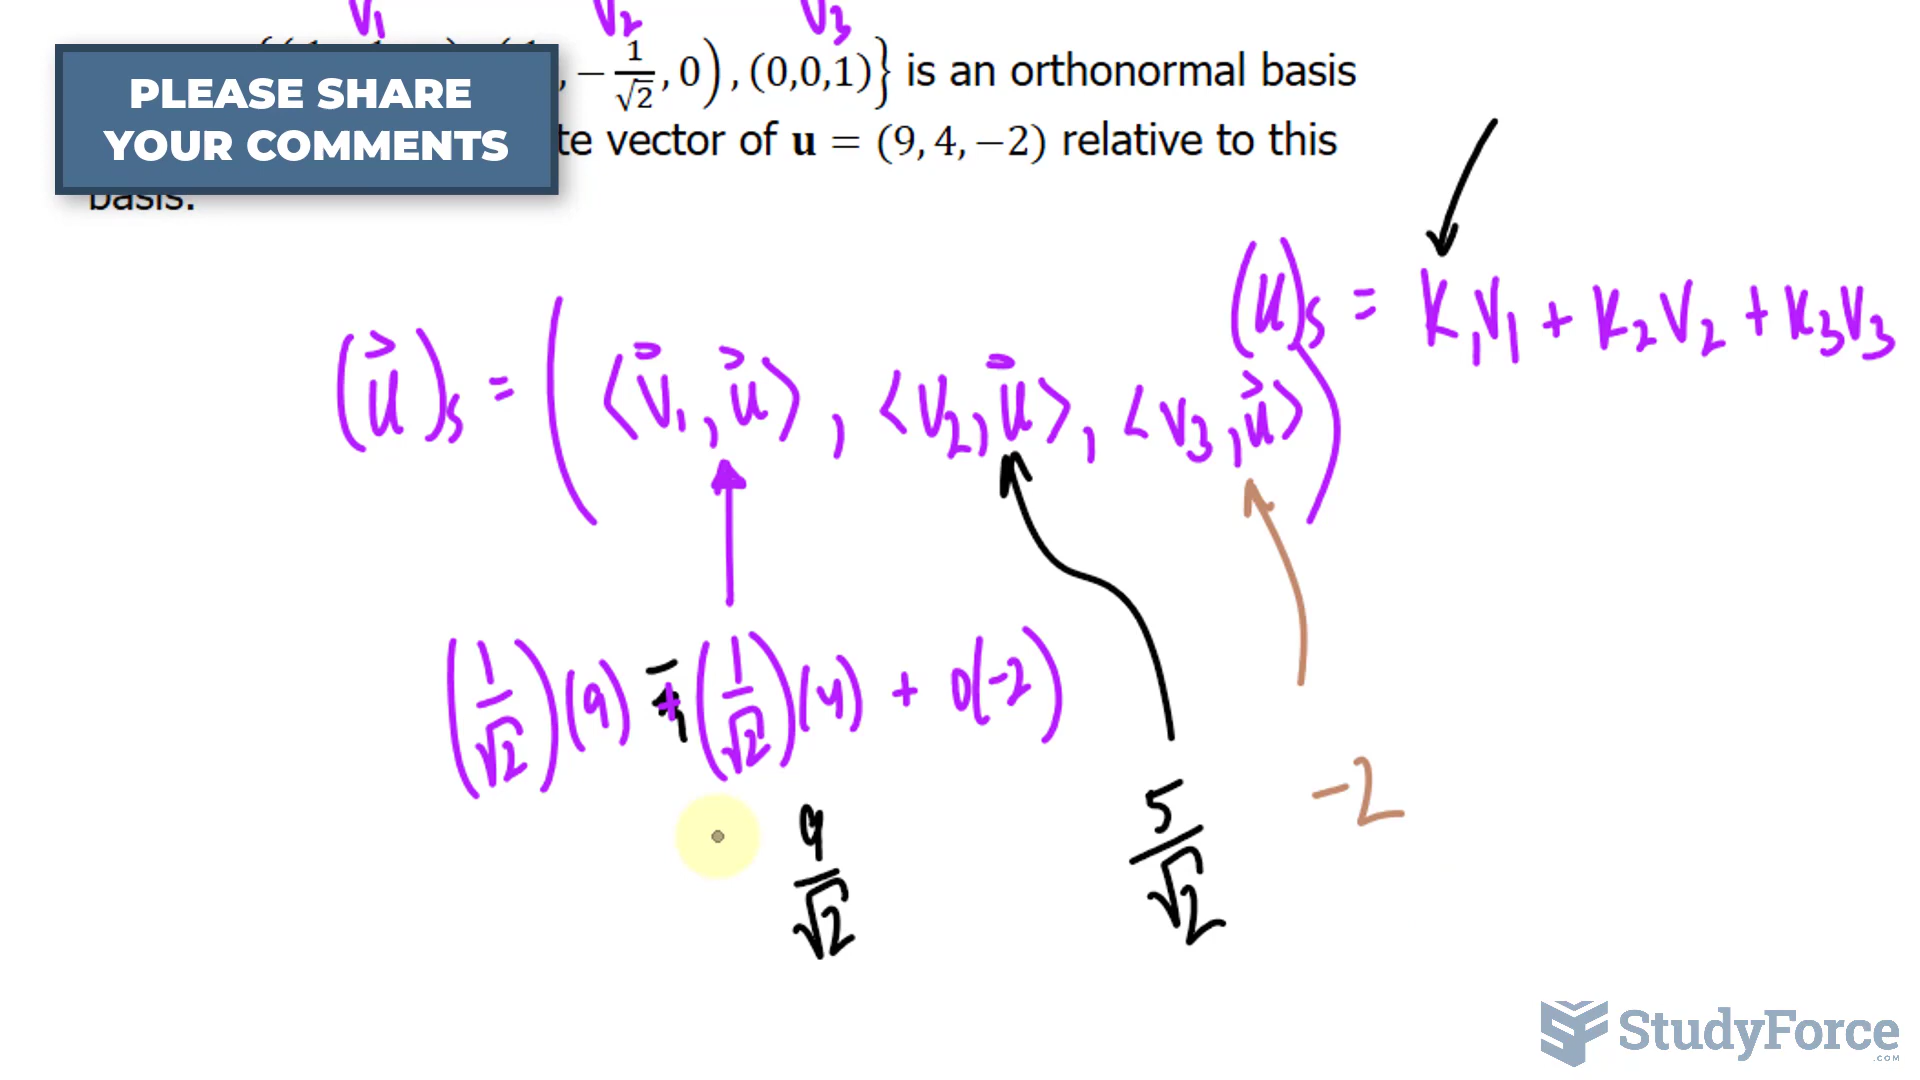 V₁ V₂ V₃
, −1/√2, 0), (0,0,1)} is an orthonormal basis
PLEASE SHARE
YOUR COMMENTS
te vector of u = (9, 4, −2) relative to this
basis.
(u)s = k₁v₁ + k₂v₂ + k₃v₃
(u⃗)s = (⟨v⃗₁, u⃗⟩, ⟨v₂, u⃗⟩, ⟨v₃, u⃗⟩)
(1/√2)(9) + (1/√2)(4) + 0(−2)
9/√2
5/√2
−2
StudyForce
.COM